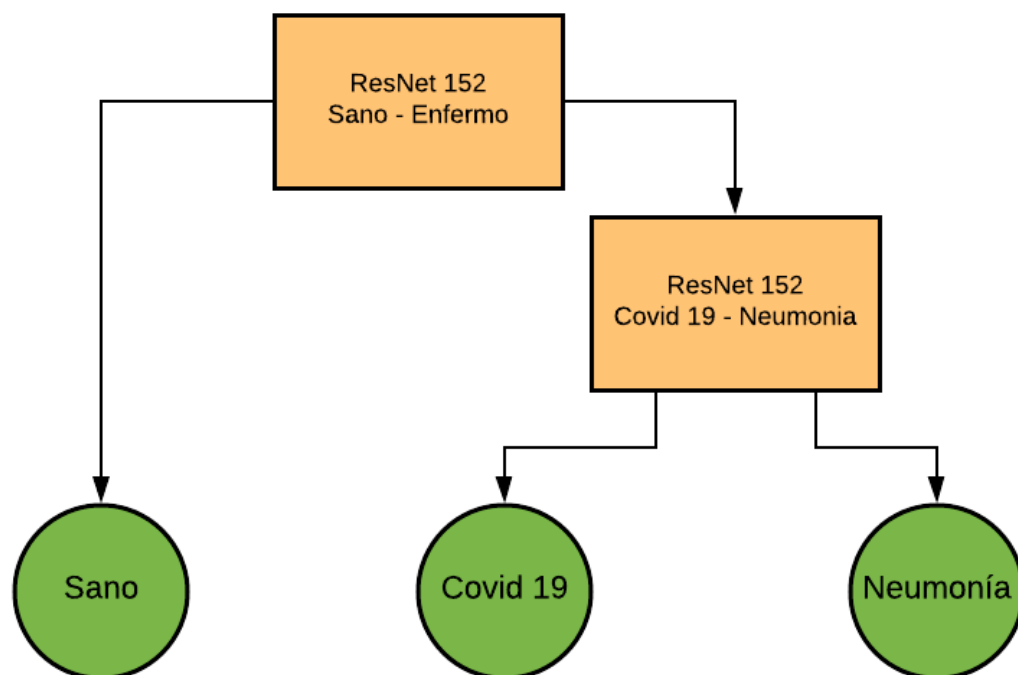 ResNet 152
Sano - Enfermo
ResNet 152
Covid 19 - Neumonia
Sano
Covid 19
Neumonía